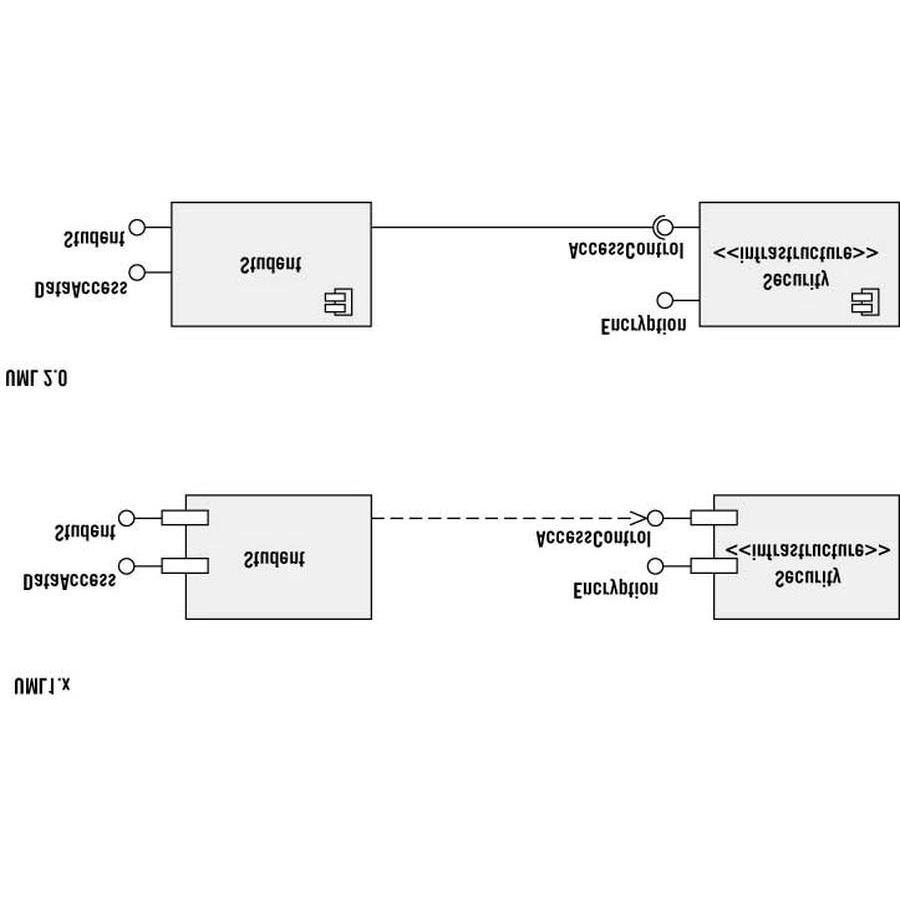 UML1.x
DataAccess
Student
Student
Encryption
AccessControl
Security
<<infrastructure>>
UML 2.0
DataAccess
Student
Student
Encryption
AccessControl
Security
<<infrastructure>>